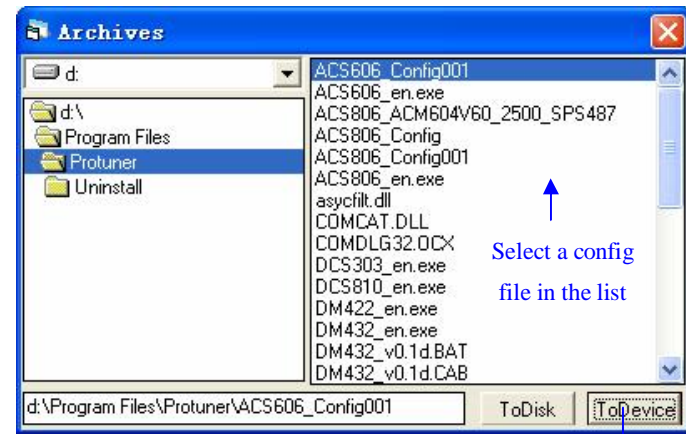 Archives
d:
d:\
Program Files
Protuner
Uninstall
ACS606_Config001
ACS606_en.exe
ACS806_ACM604V60_2500_SPS487
ACS806_Config
ACS806_Config001
ACS806_en.exe
asycfilt.dll
COMCAT.DLL
COMDLG32.OCX
DCS303_en.exe
DCS810_en.exe
DM422_en.exe
DM432_en.exe
DM432_v0.1d.BAT
DM432_v0.1d.CAB
Select a config
file in the list
d:\Program Files\Protuner\ACS606_Config001
ToDisk
ToDevice